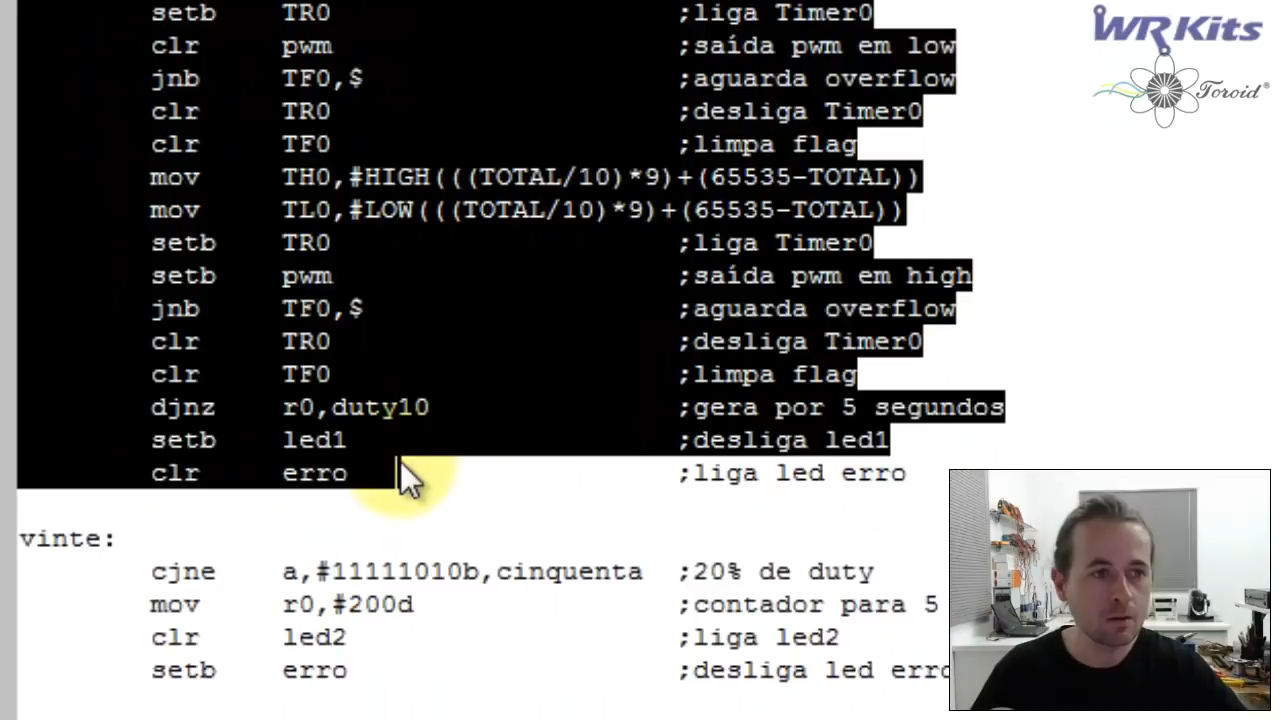 setb TR0 ;liga Timer0
clr pwm ;saída pwm em low
jnb TF0,$ ;aguarda overflow
clr TR0 ;desliga Timer0
clr TF0 ;limpa flag
mov TH0,#HIGH(((TOTAL/10)*9)+(65535-TOTAL))
mov TL0,#LOW(((TOTAL/10)*9)+(65535-TOTAL))
setb TR0 ;liga Timer0
setb pwm ;saída pwm em high
jnb TF0,$ ;aguarda overflow
clr TR0 ;desliga Timer0
clr TF0 ;limpa flag
djnz r0,duty10 ;gera por 5 segundos
setb led1 ;desliga led1
clr erro ;liga led erro
vinte:
cjne a,#11111010b,cinquenta ;20% de duty
mov r0,#200d ;contador para 5
clr led2 ;liga led2
setb erro ;desliga led erro
WR Kits
Toroid®